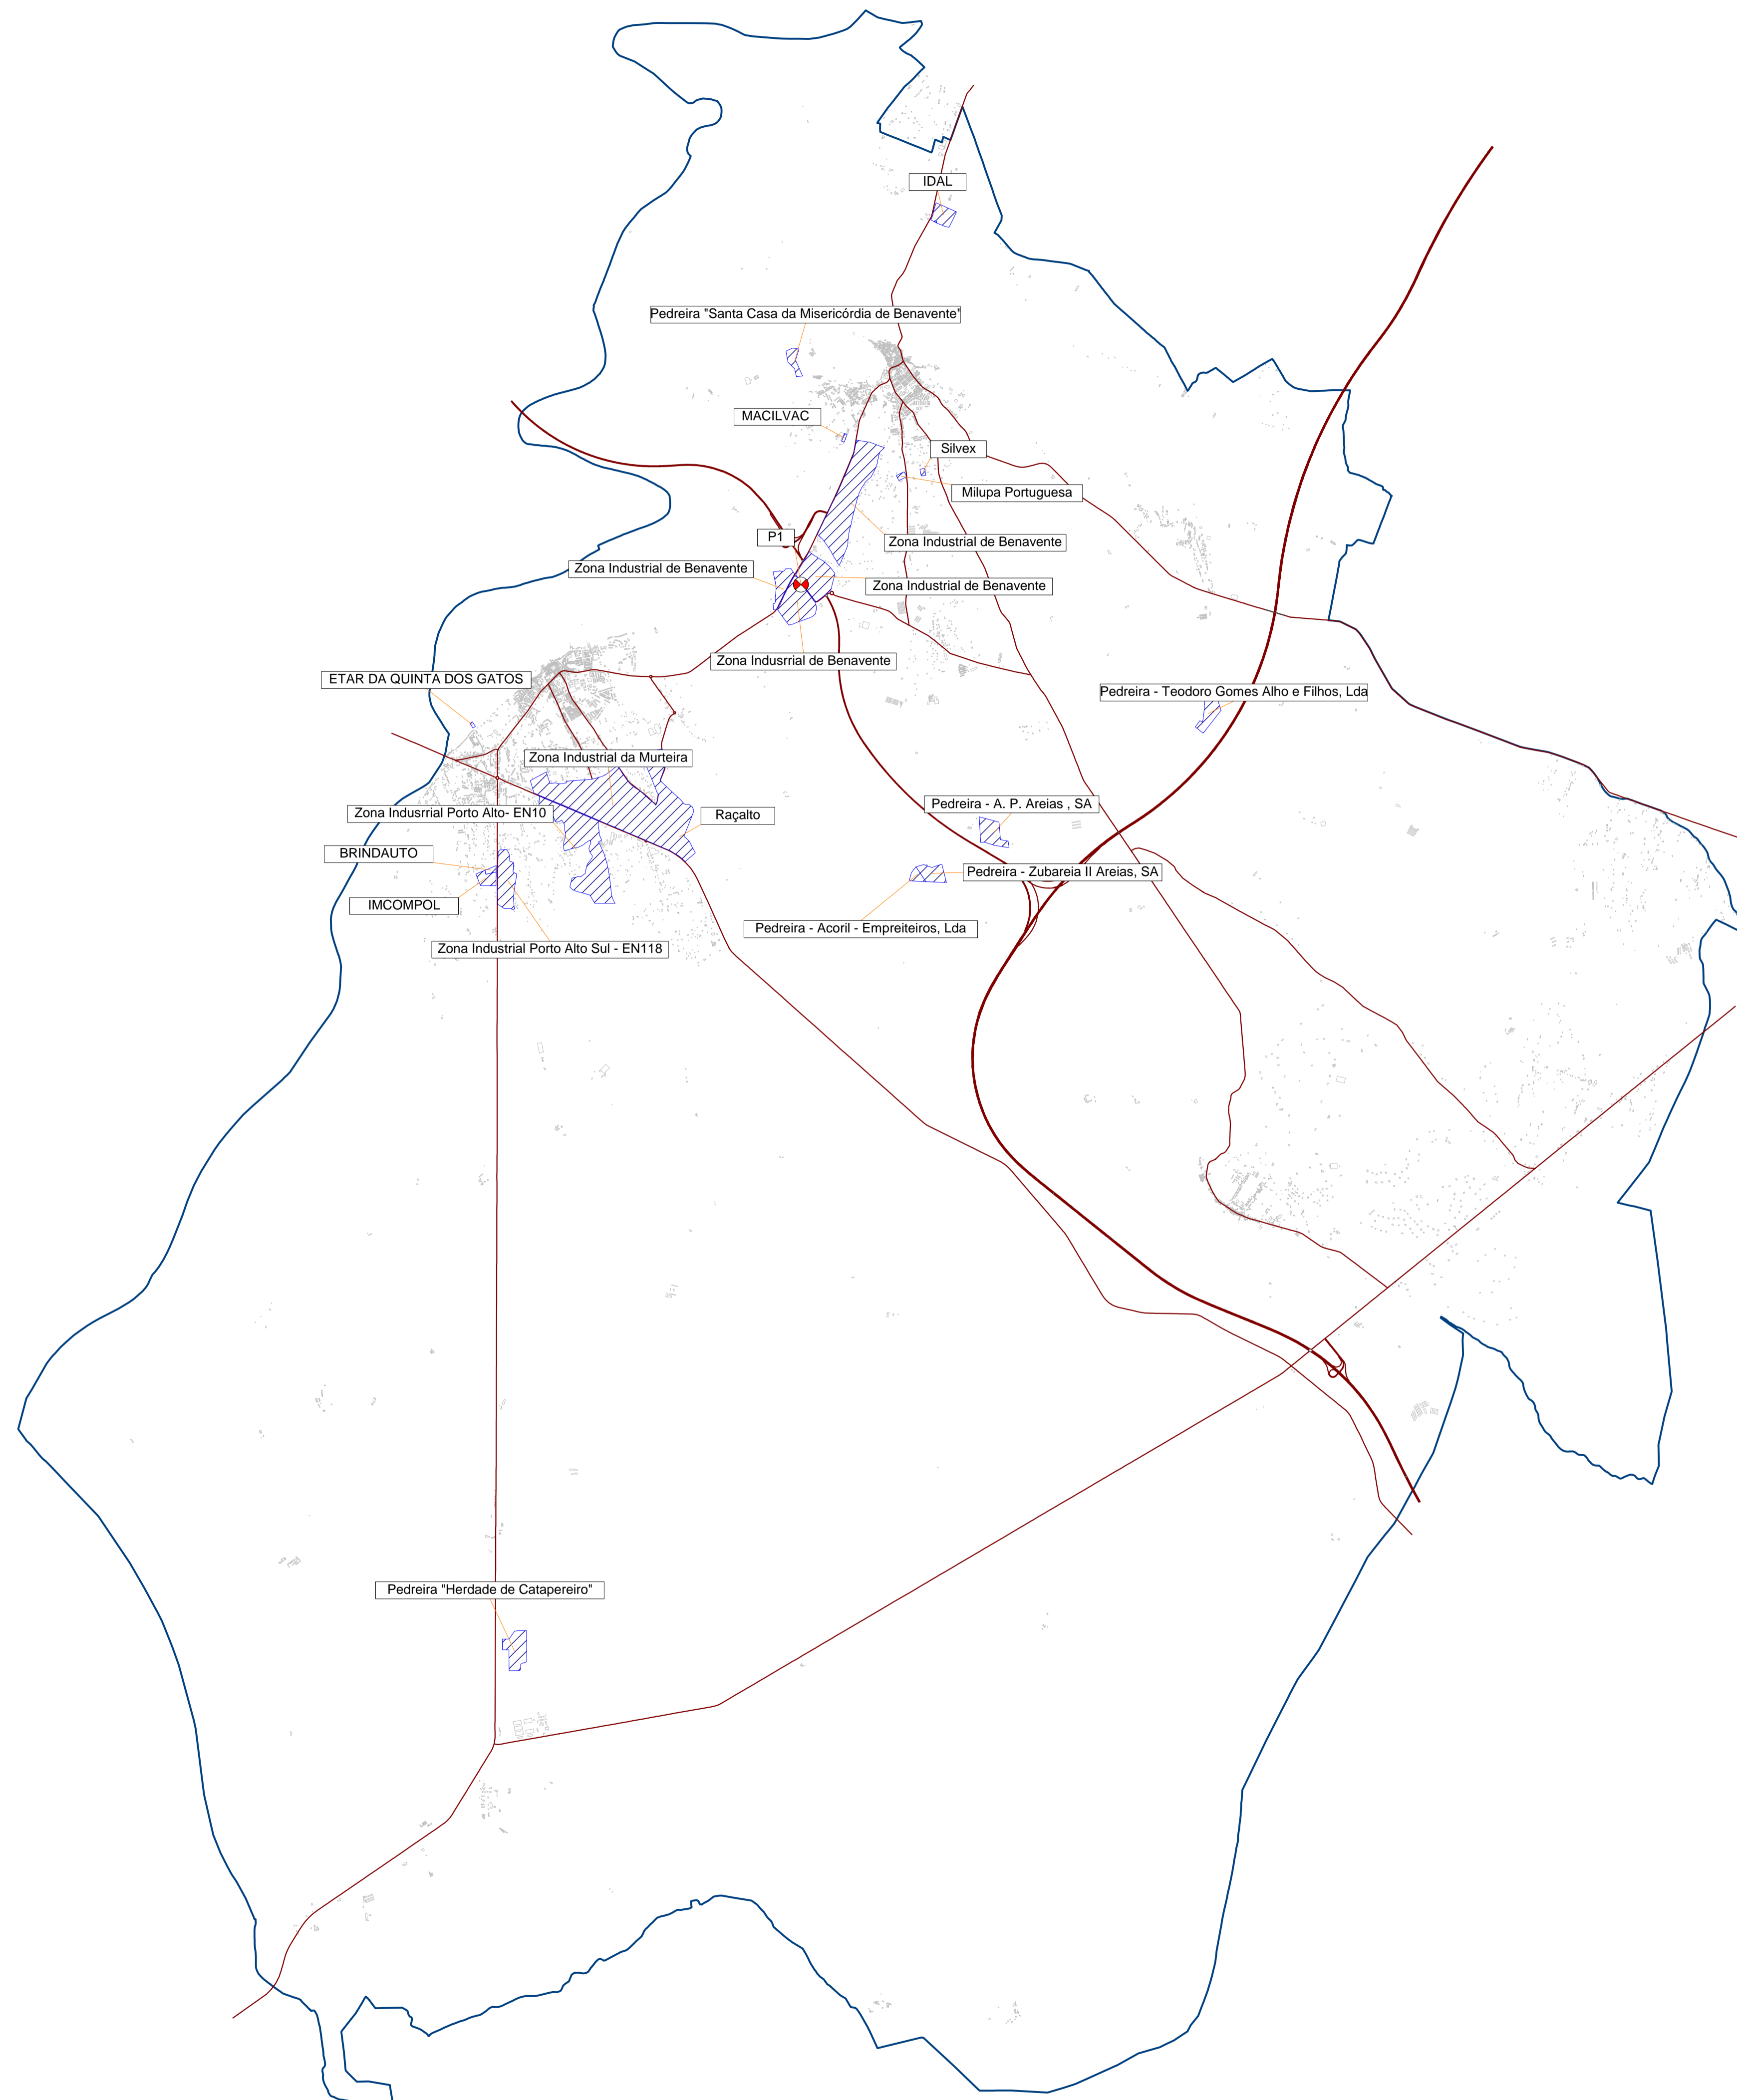 IDAL
Pedreira "Santa Casa da Misericórdia de Benavente"
MACILVAC
Silvex
Milupa Portuguesa
P1
Zona Industrial de Benavente
Zona Industrial de Benavente
Zona Industrial de Benavente
Zona Indusrrial de Benavente
ETAR DA QUINTA DOS GATOS
Pedreira - Teodoro Gomes Alho e Filhos, Lda
Zona Industrial da Murteira
Pedreira - A. P. Areias , SA
Zona Indusrrial Porto Alto- EN10
Raçalto
BRINDAUTO
Pedreira - Zubareia II Areias, SA
IMCOMPOL
Pedreira - Acoril - Empreiteiros, Lda
Zona Industrial Porto Alto Sul - EN118
Pedreira "Herdade de Catapereiro"